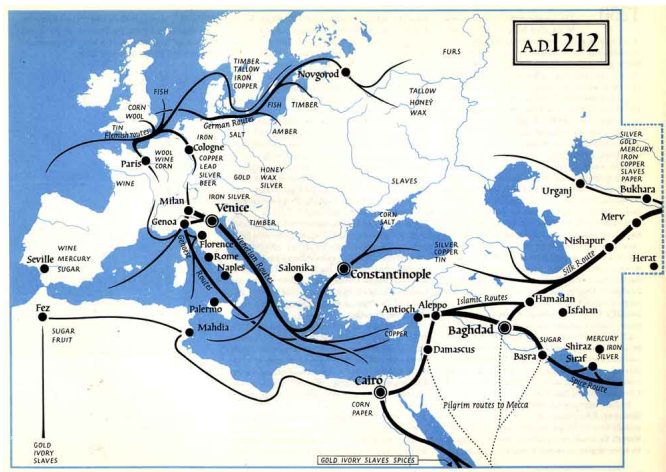 A.D.1212
FURS
TIMBER
TALLOW
IRON
COPPER
Novgorod
FISH
TALLOW
HONEY
WAX
FISH
TIMBER
CORN
WOOL
TIN
Flemish routes
German Routes
SALT
AMBER
IRON
Cologne
COPPER
LEAD
SILVER
BEER
WOOL
WINE
CORN
Paris
WINE
GOLD
HONEY
WAX
SILVER
SLAVES
SILVER
GOLD
MERCURY
IRON
COPPER
SLAVES
PAPER
Urganj
Bukhara
Merv
Nishapur
Herat
Silk Route
IRON SILVER
Milan
Venice
TIMBER
Genoa
Florence
Rome
Naples
Genoese Routes
Venetian Routes
CORN
SALT
SILVER
COPPER
TIN
Salonika
Constantinople
WINE
MERCURY
SUGAR
Seville
Palermo
Mahdia
Fez
SUGAR
FRUIT
Antioch
Aleppo
Islamic Routes
Hamadan
Isfahan
COPPER
Baghdad
Damascus
SUGAR
Basra
Shiraz
Siraf
MERCURY
IRON
SILVER
Spice Route
Cairo
CORN
PAPER
Pilgrim routes to Mecca
GOLD
IVORY
SLAVES
GOLD IVORY SLAVES SPICES